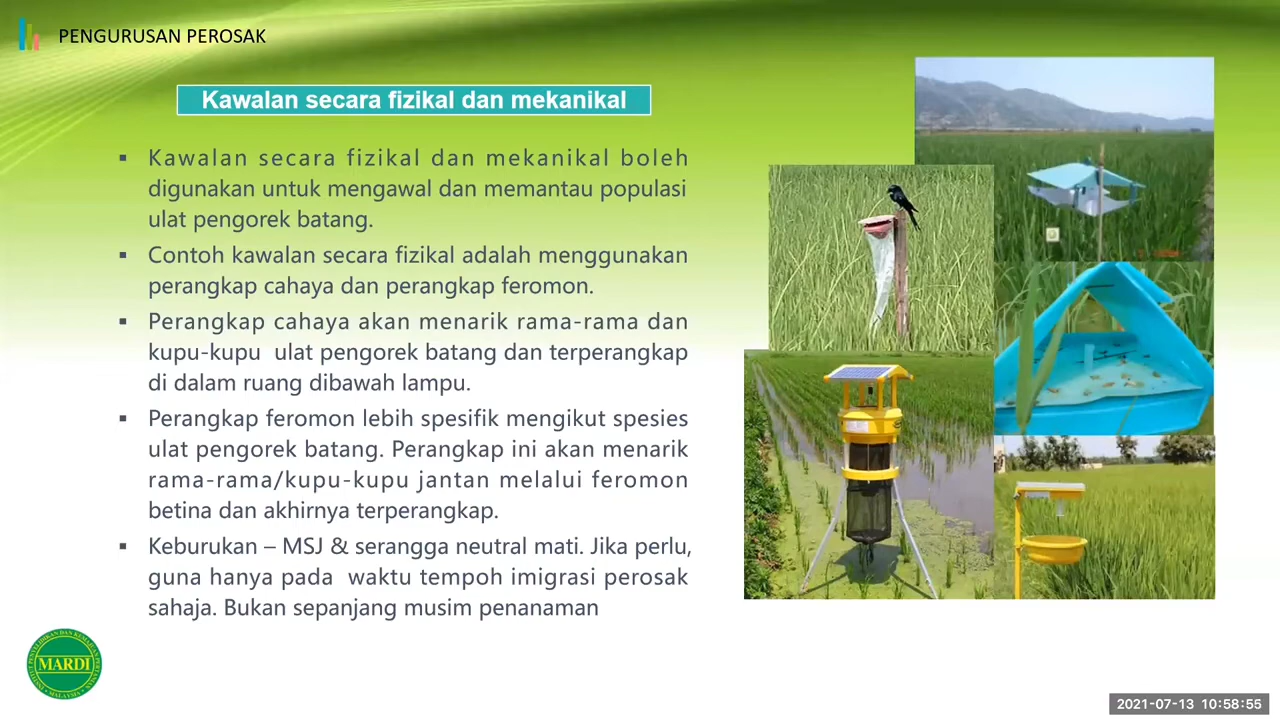 PENGURUSAN PEROSAK
Kawalan secara fizikal dan mekanikal
▪ Kawalan secara fizikal dan mekanikal boleh
digunakan untuk mengawal dan memantau populasi
ulat pengorek batang.
▪ Contoh kawalan secara fizikal adalah menggunakan
perangkap cahaya dan perangkap feromon.
▪ Perangkap cahaya akan menarik rama-rama dan
kupu-kupu ulat pengorek batang dan terperangkap
di dalam ruang dibawah lampu.
▪ Perangkap feromon lebih spesifik mengikut spesies
ulat pengorek batang. Perangkap ini akan menarik
rama-rama/kupu-kupu jantan melalui feromon
betina dan akhirnya terperangkap.
▪ Keburukan – MSJ & serangga neutral mati. Jika perlu,
guna hanya pada waktu tempoh imigrasi perosak
sahaja. Bukan sepanjang musim penanaman
MARDI
MALAYSIA
2021-07-13 10:58:55